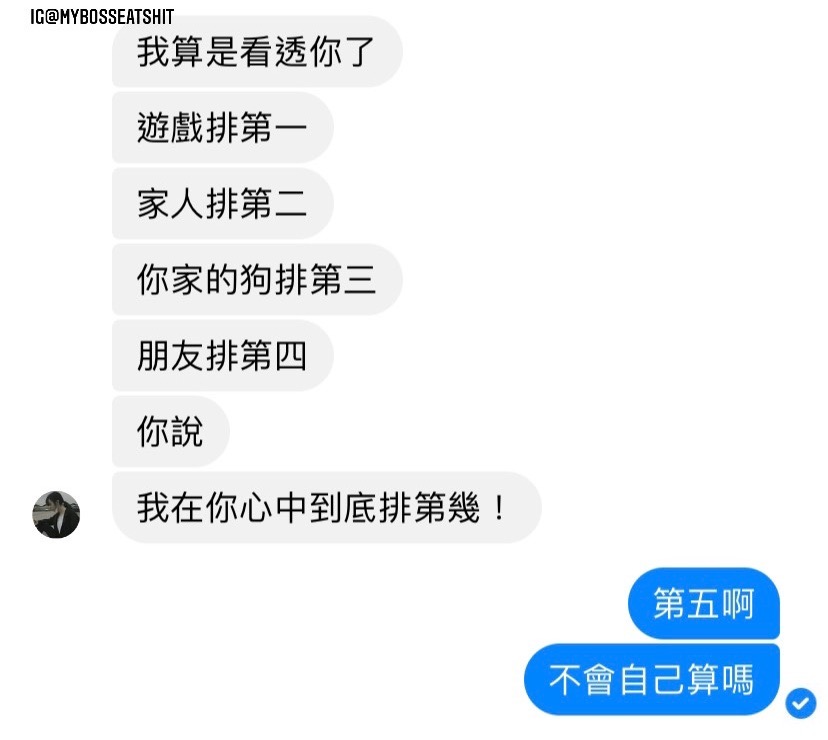 IG@MYBOSSEATSHIT
我算是看透你了
遊戲排第一
家人排第二
你家的狗排第三
朋友排第四
你說
我在你心中到底排第幾！
第五啊
不會自己算嗎